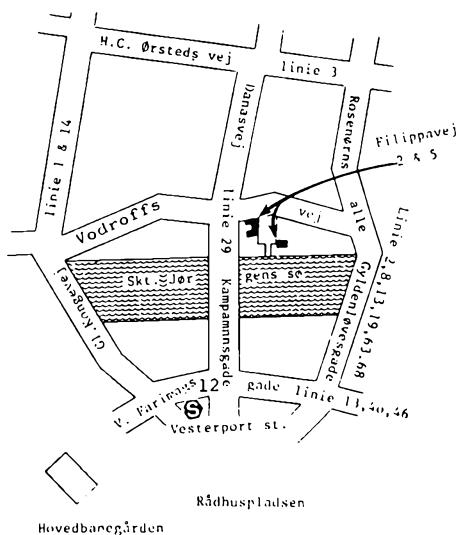 H.C. Ørsteds vej
linie 3
linie 1 & 14
Danasvej
Rosenørns alle
Filippavej
2 & 5
Vodroffs vej
linie 29
Skt. Jørgens sø
Gl.Kongevej
Kampmannsgade
Gyldenløvesgade
Linie 2,8,13,19,63.68
V. Farimags gade linie 13,40,46
12
S
Vesterport st.
Rådhuspladsen
Hovedbanegården